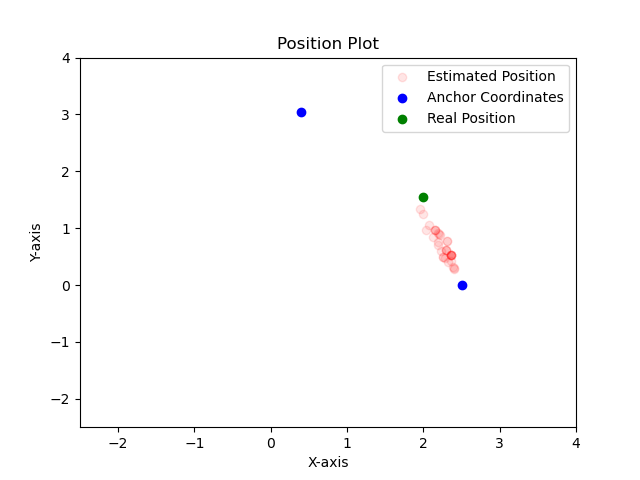 Position Plot
4
3
2
1
0
−1
−2
Y-axis
Estimated Position
Anchor Coordinates
Real Position
−2
−1
0
1
2
3
4
X-axis